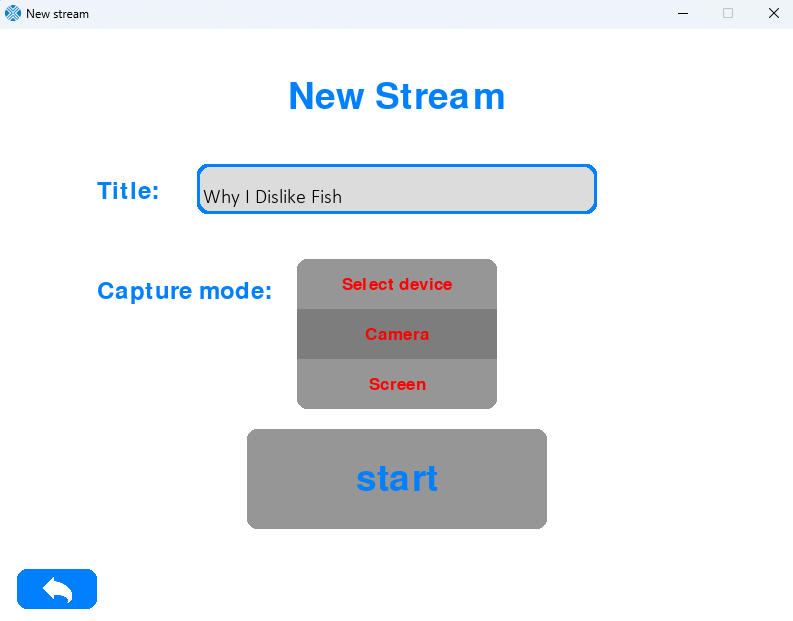 New stream
New Stream
Title:
Why I Dislike Fish
Capture mode:
Select device
Camera
Screen
start